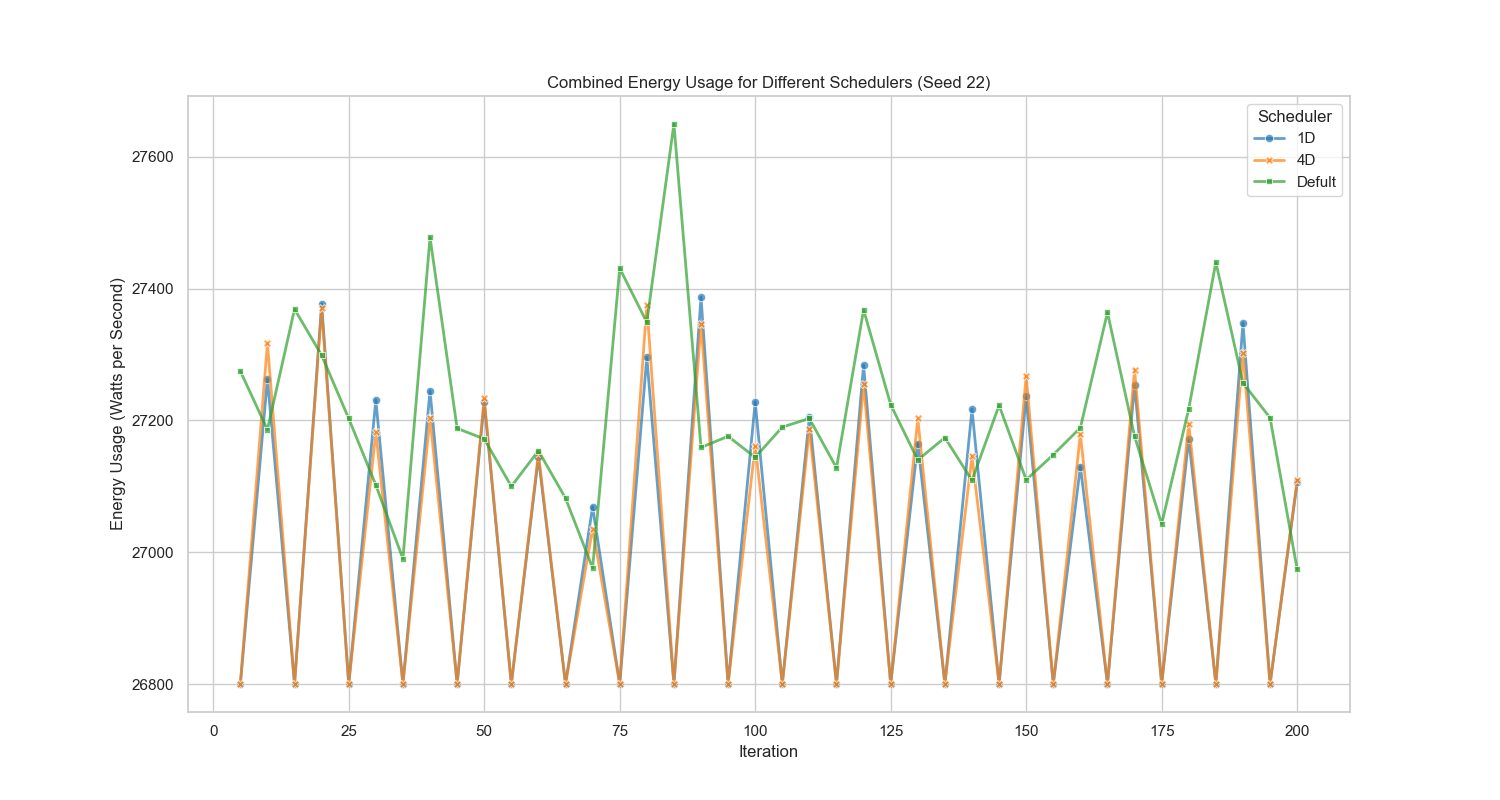 Combined Energy Usage for Different Schedulers (Seed 22)
Scheduler
1D
4D
Defult
Energy Usage (Watts per Second)
27600
27400
27200
27000
26800
0 25 50 75 100 125 150 175 200
Iteration